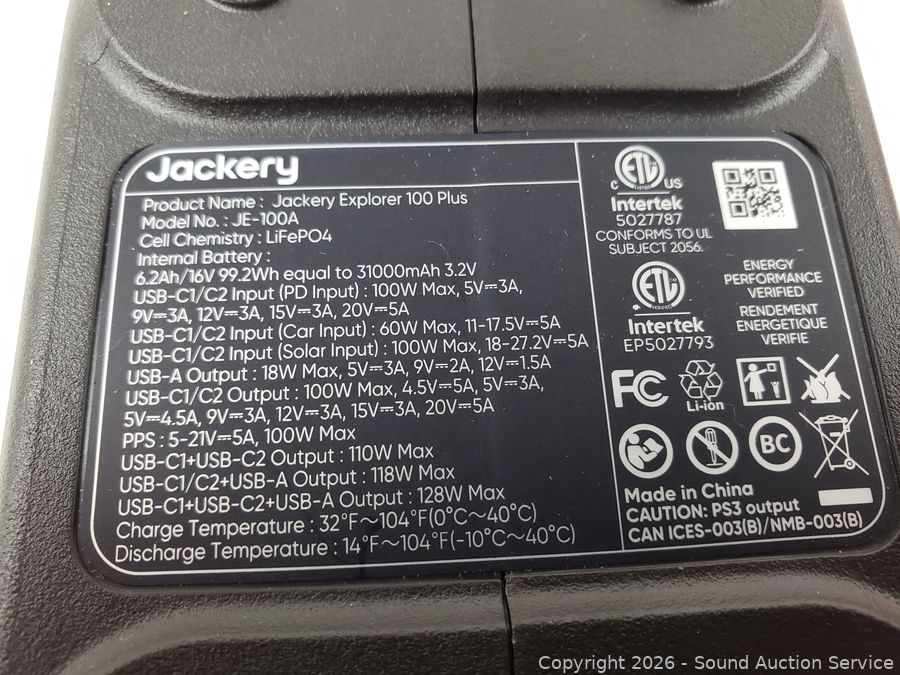 Jackery
Product Name : Jackery Explorer 100 Plus
Model No. : JE-100A
Cell Chemistry : LiFePO4
Internal Battery :
6.2Ah/16V 99.2Wh equal to 31000mAh 3.2V
USB-C1/C2 Input (PD Input) : 100W Max, 5V⎓3A,
9V⎓3A, 12V⎓3A, 15V⎓3A, 20V⎓5A
USB-C1/C2 Input (Car Input) : 60W Max, 11-17.5V⎓5A
USB-C1/C2 Input (Solar Input) : 100W Max, 18-27.2V⎓5A
USB-A Output : 18W Max, 5V⎓3A, 9V⎓2A, 12V⎓1.5A
USB-C1/C2 Output : 100W Max, 4.5V⎓5A, 5V⎓3A,
5V⎓4.5A, 9V⎓3A, 12V⎓3A, 15V⎓3A, 20V⎓5A
PPS : 5-21V⎓5A, 100W Max
USB-C1+USB-C2 Output : 110W Max
USB-C1/C2+USB-A Output : 118W Max
USB-C1+USB-C2+USB-A Output : 128W Max
Charge Temperature : 32°F～104°F(0°C～40°C)
Discharge Temperature : 14°F～104°F(-10°C～40°C)
ETL
C LISTED US
Intertek
5027787
CONFORMS TO UL
SUBJECT 2056.
ETL
VERIFIED
Intertek
EP5027793
ENERGY
PERFORMANCE
VERIFIED
RENDEMENT
ENERGETIQUE
VERIFIE
FC
Li-ion
BC
Made in China
CAUTION: PS3 output
CAN ICES-003(B)/NMB-003(B)
Copyright 2026 - Sound Auction Service